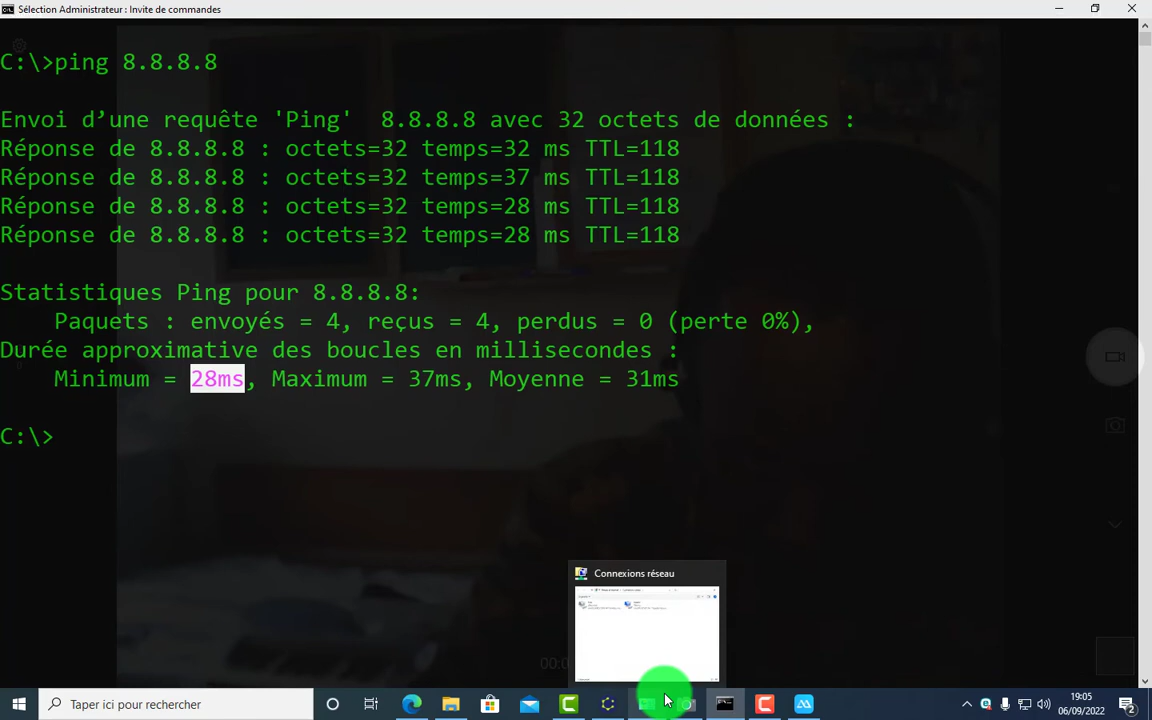 Sélection Administrateur : Invite de commandes
C:\>ping 8.8.8.8
Envoi d’une requête 'Ping'  8.8.8.8 avec 32 octets de données :
Réponse de 8.8.8.8 : octets=32 temps=32 ms TTL=118
Réponse de 8.8.8.8 : octets=32 temps=37 ms TTL=118
Réponse de 8.8.8.8 : octets=32 temps=28 ms TTL=118
Réponse de 8.8.8.8 : octets=32 temps=28 ms TTL=118
Statistiques Ping pour 8.8.8.8:
Paquets : envoyés = 4, reçus = 4, perdus = 0 (perte 0%),
Durée approximative des boucles en millisecondes :
Minimum = 28ms, Maximum = 37ms, Moyenne = 31ms
C:\>
Connexions réseau
Taper ici pour rechercher
19:05
06/09/2022
2